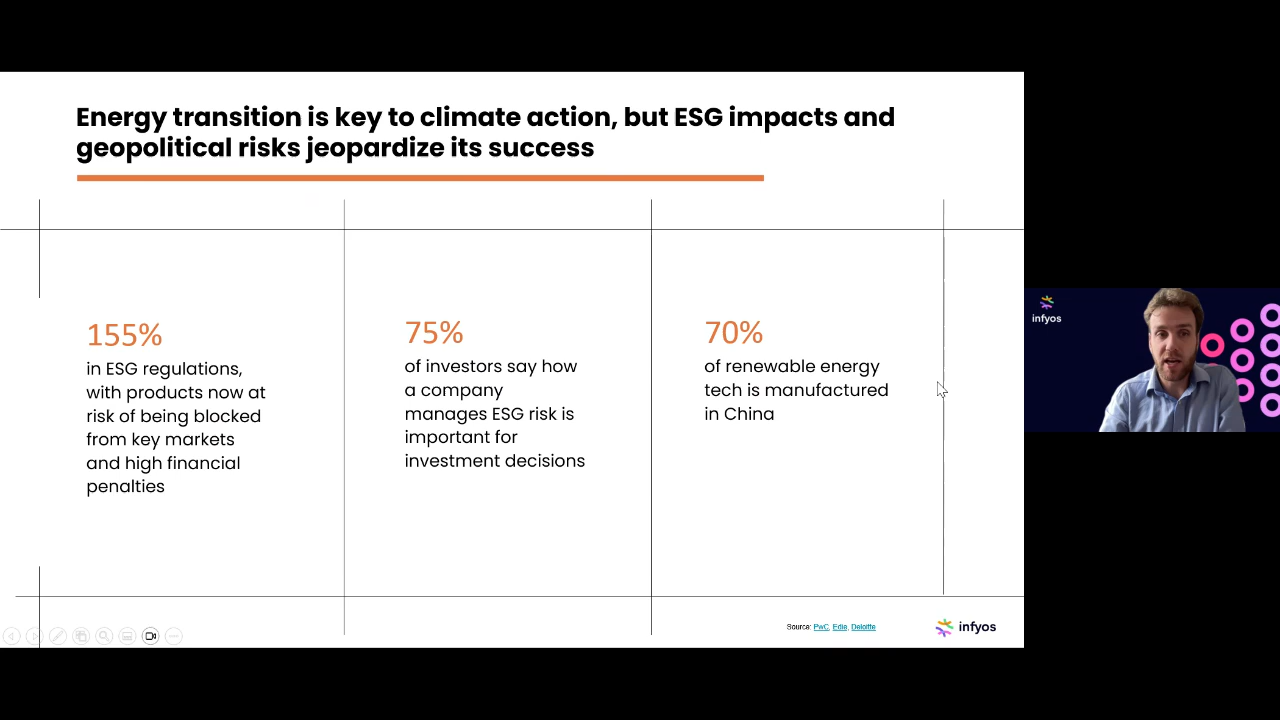 Energy transition is key to climate action, but ESG impacts and
geopolitical risks jeopardize its success
155%
in ESG regulations,
with products now at
risk of being blocked
from key markets
and high financial
penalties
75%
of investors say how
a company
manages ESG risk is
important for
investment decisions
70%
of renewable energy
tech is manufactured
in China
Source: PwC, Edie, Deloitte
infyos
infyos